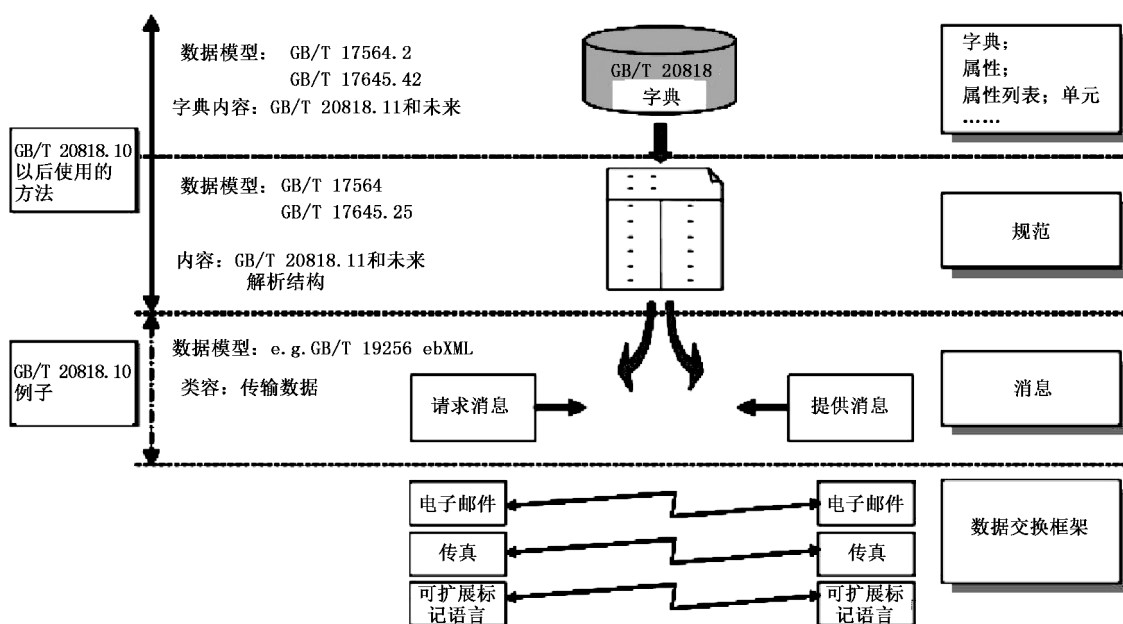 数据模型： GB/T 17564.2
GB/T 17645.42
字典内容：GB/T 20818.11和未来
GB/T 20818
字典
字典；
属性；
属性列表；单元
……
GB/T 20818.10
以后使用的
方法
数据模型：GB/T 17564
GB/T 17645.25
内容：GB/T 20818.11和未来
解析结构
规范
GB/T 20818.10
例子
数据模型：e.g.GB/T 19256 ebXML
类容：传输数据
请求消息
提供消息
消息
电子邮件
电子邮件
传真
传真
可扩展标
记语言
可扩展标
记语言
数据交换框架